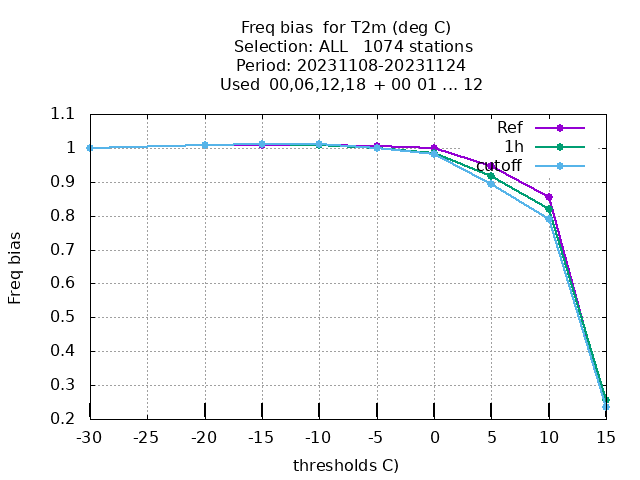 Freq bias  for T2m (deg C)
Selection: ALL   1074 stations
Period: 20231108-20231124
Used  00,06,12,18  + 00 01 ... 12
Ref
1h
cutoff
1.1
1
0.9
0.8
0.7
0.6
0.5
0.4
0.3
0.2
Freq bias
-30 -25 -20 -15 -10 -5 0 5 10 15
thresholds C)